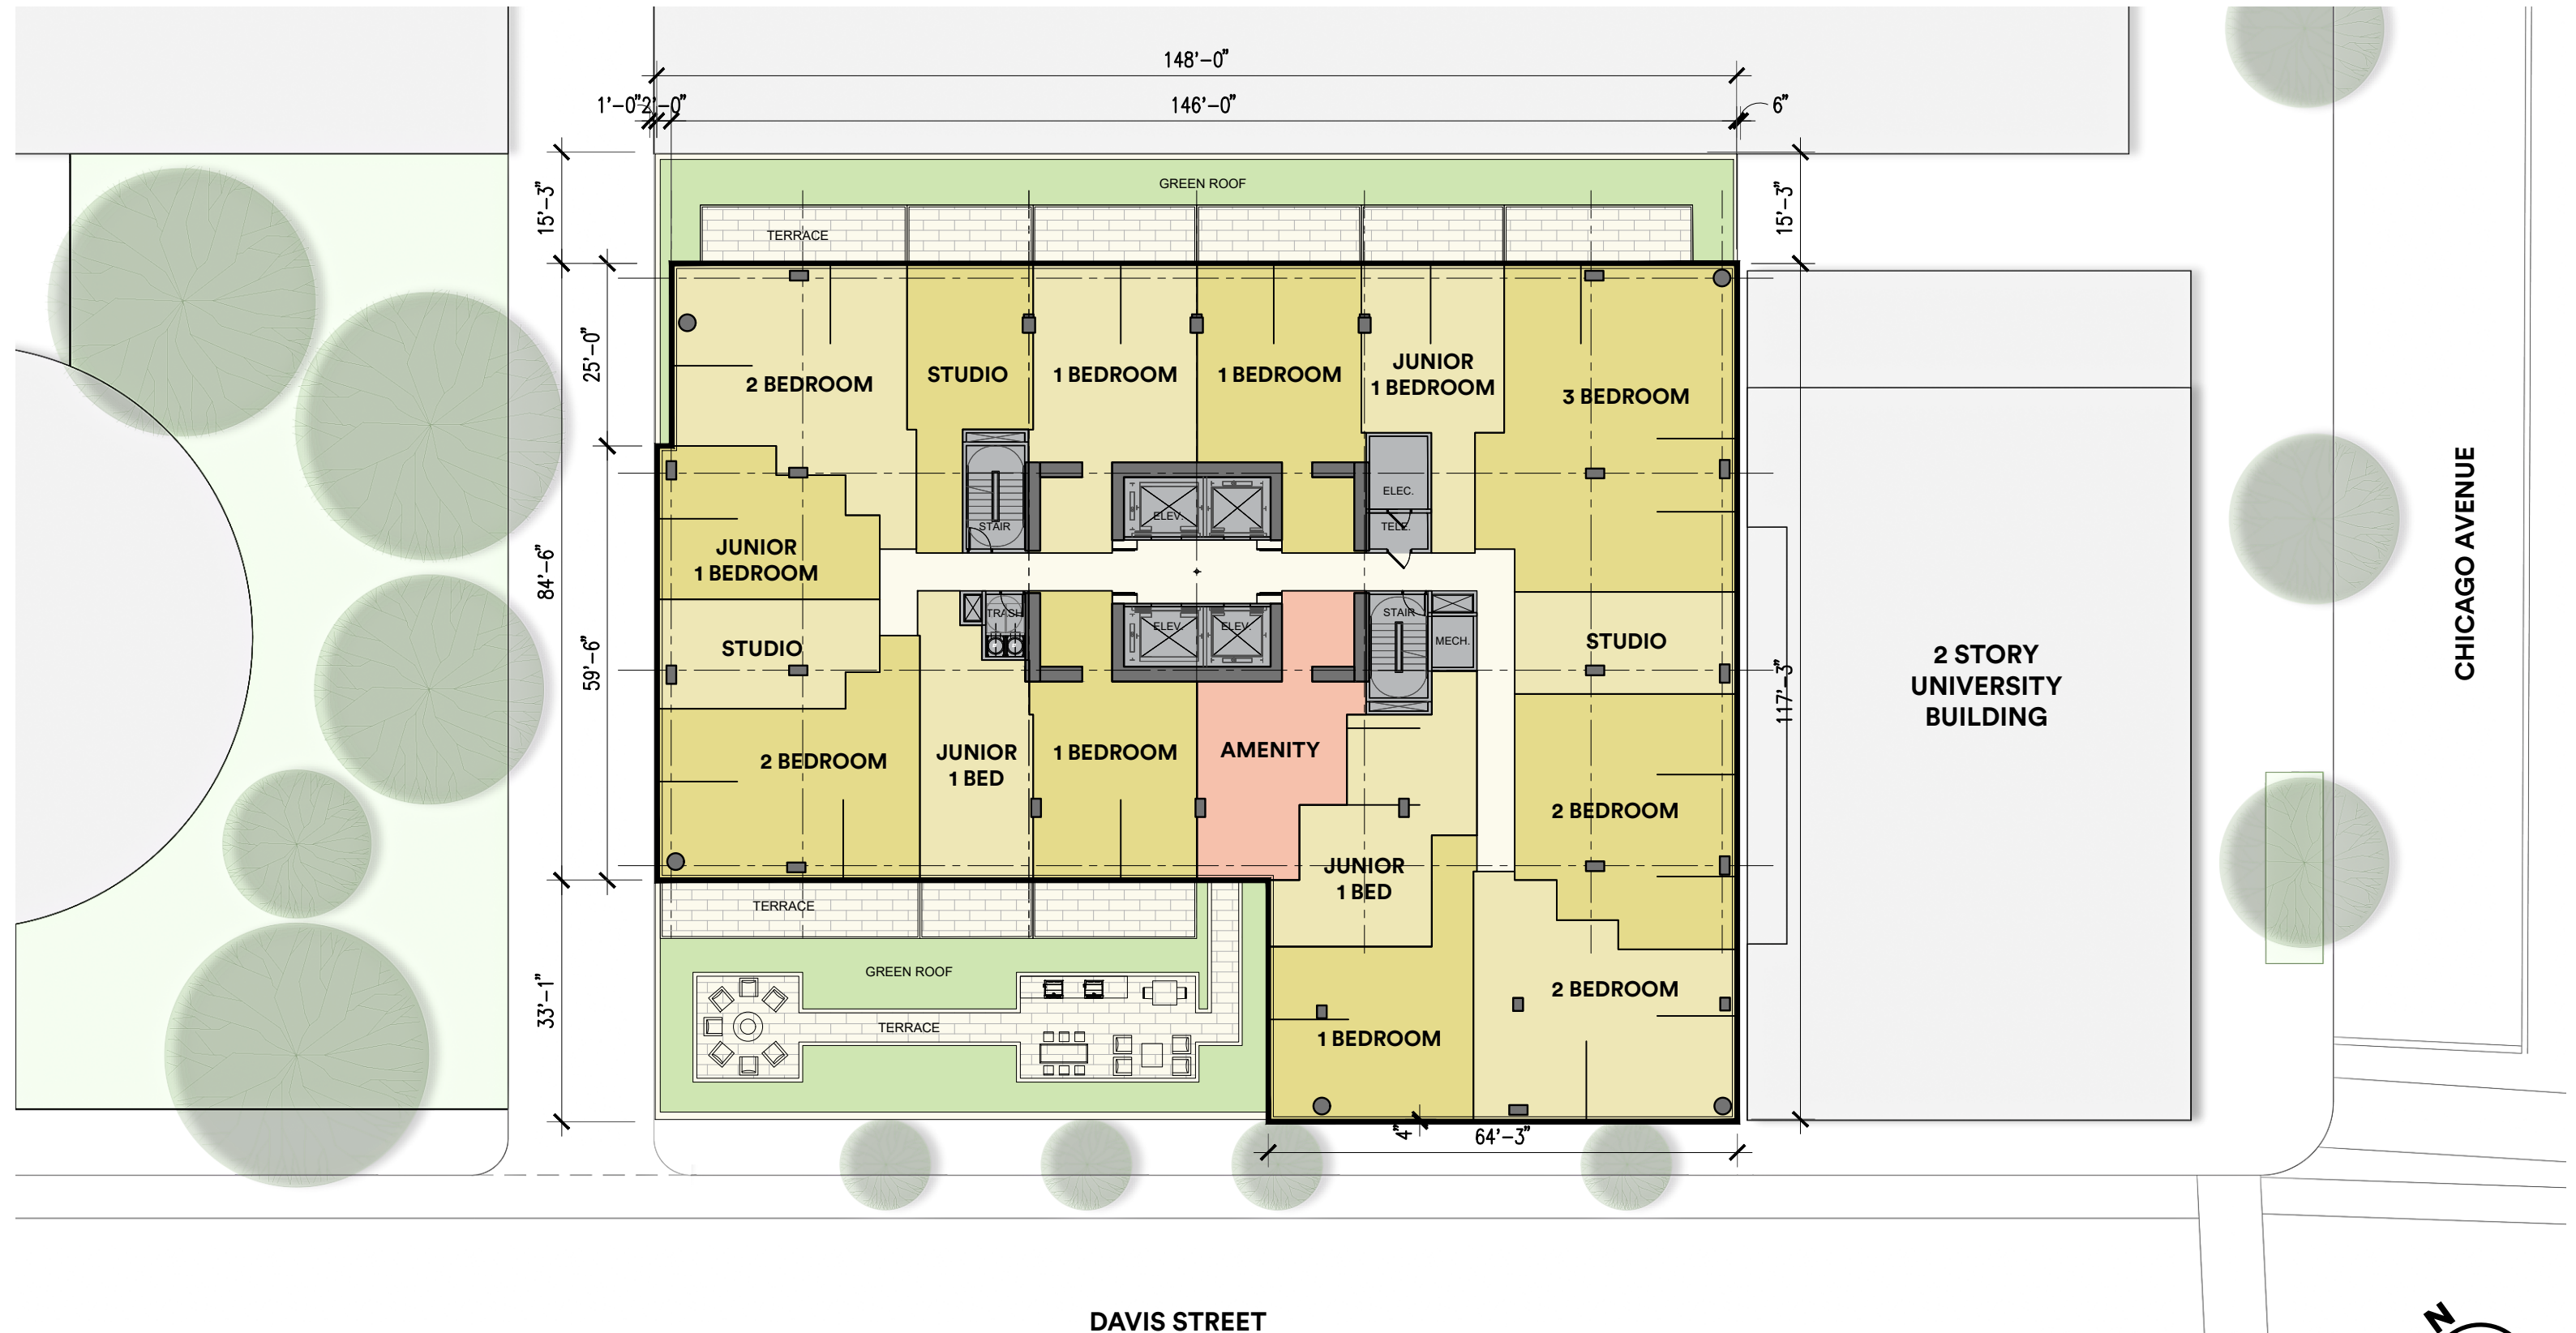 148'-0"
1'-0"
2'-0"
146'-0"
6"
15'-3"
GREEN ROOF
15'-3"
TERRACE
25'-0"
2 BEDROOM
STUDIO
1 BEDROOM
1 BEDROOM
JUNIOR
1 BEDROOM
3 BEDROOM
ELEC.
ELEV.
STAIR
TELE.
84'-6"
JUNIOR
1 BEDROOM
CHICAGO AVENUE
TRASH
ELEV.
ELEV.
STAIR
MECH.
STUDIO
STUDIO
59'-6"
117'-3"
2 STORY
UNIVERSITY
BUILDING
2 BEDROOM
JUNIOR
1 BED
1 BEDROOM
AMENITY
2 BEDROOM
JUNIOR
1 BED
TERRACE
GREEN ROOF
33'-1"
2 BEDROOM
TERRACE
1 BEDROOM
4"
64'-3"
DAVIS STREET
N